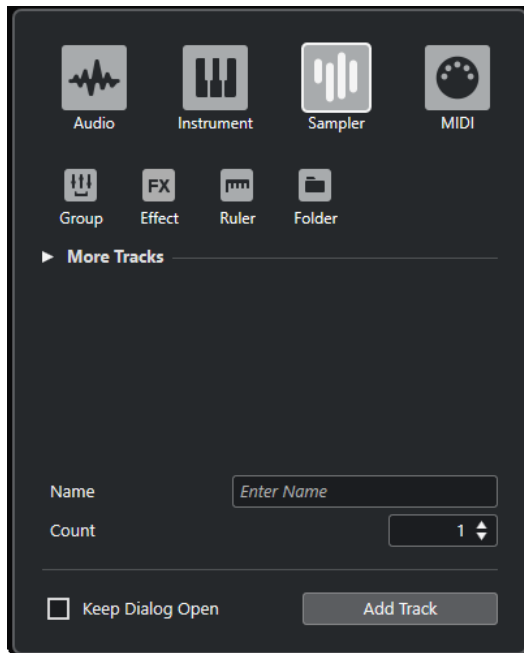 Audio Instrument Sampler MIDI
FX
Group Effect Ruler Folder
More Tracks
Name Enter Name
Count 1
Keep Dialog Open Add Track